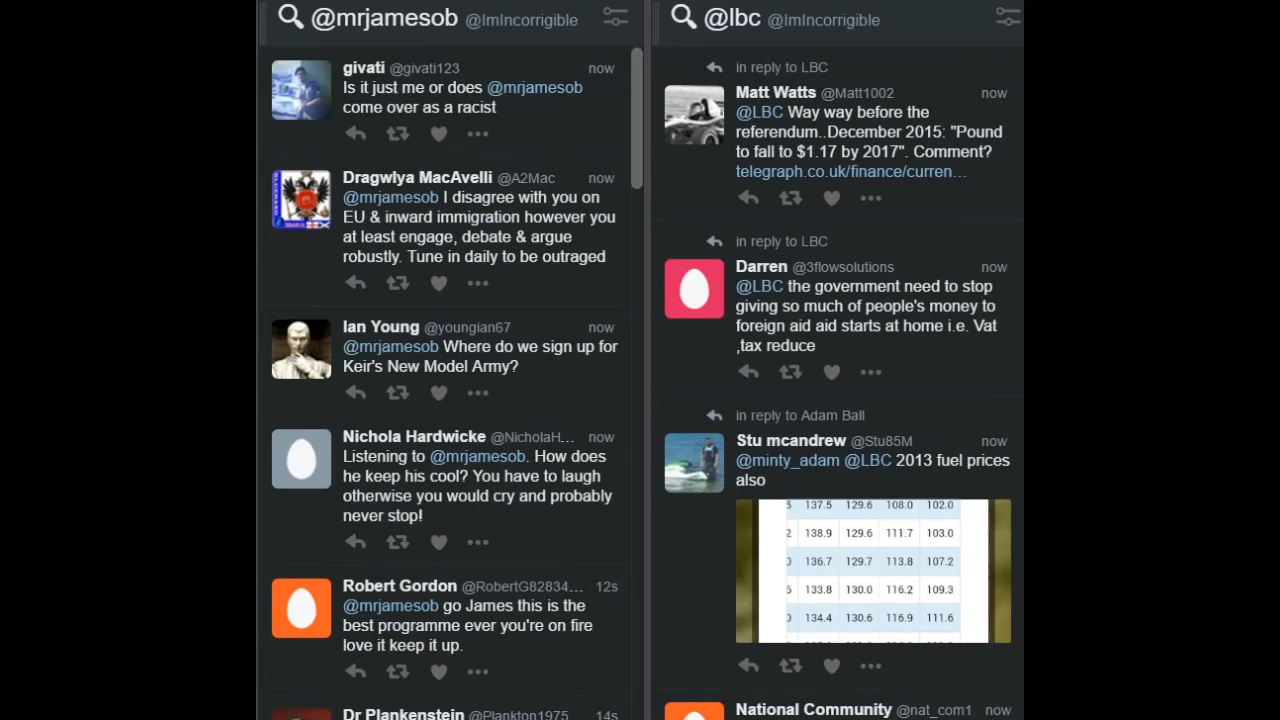 @mrjamesob @ImIncorrigible
givati @givati123 now
Is it just me or does @mrjamesob
come over as a racist
Dragwlya MacAvelli @A2Mac now
@mrjamesob I disagree with you on
EU & inward immigration however you
at least engage, debate & argue
robustly. Tune in daily to be outraged
Ian Young @youngian67 now
@mrjamesob Where do we sign up for
Keir's New Model Army?
Nichola Hardwicke @NicholaH... now
Listening to @mrjamesob. How does
he keep his cool? You have to laugh
otherwise you would cry and probably
never stop!
Robert Gordon @RobertG82834... 12s
@mrjamesob go James this is the
best programme ever you're on fire
love it keep it up.
Dr Plankenstein @Plankton1975 14s
@lbc @ImIncorrigible
in reply to LBC
Matt Watts @Matt1002 now
@LBC Way way before the
referendum..December 2015: "Pound
to fall to $1.17 by 2017". Comment?
telegraph.co.uk/finance/curren...
in reply to LBC
Darren @3flowsolutions now
@LBC the government need to stop
giving so much of people's money to
foreign aid aid starts at home i.e. Vat
,tax reduce
in reply to Adam Ball
Stu mcandrew @Stu85M now
@minty_adam @LBC 2013 fuel prices
also
5 137.5 129.6 108.0 102.0
2 138.9 129.6 111.7 103.0
0 136.7 129.7 113.8 107.2
5 133.8 130.0 116.2 109.3
0 134.4 130.6 116.9 111.6
National Community @nat_com1 now